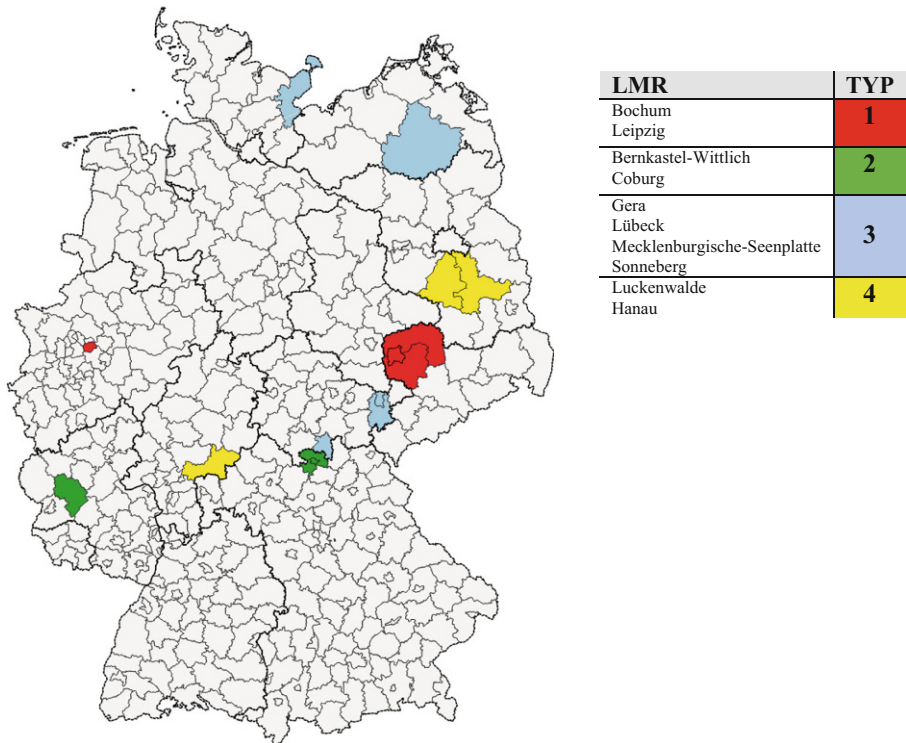 LMR TYP
Bochum
Leipzig
1
Bernkastel-Wittlich
Coburg
2
Gera
Lübeck
Mecklenburgische-Seenplatte
Sonneberg
3
Luckenwalde
Hanau
4